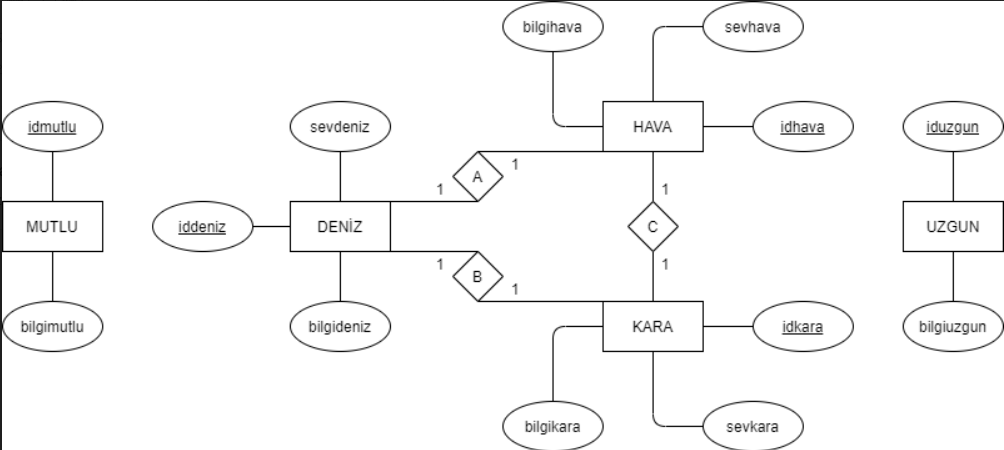 bilgihava
sevhava
idmutlu
sevdeniz
HAVA
idhava
iduzgun
A
1
1
1
MUTLU
iddeniz
DENİZ
C
UZGUN
1
B
1
1
bilgimutlu
bilgideniz
KARA
idkara
bilgiuzgun
bilgikara
sevkara